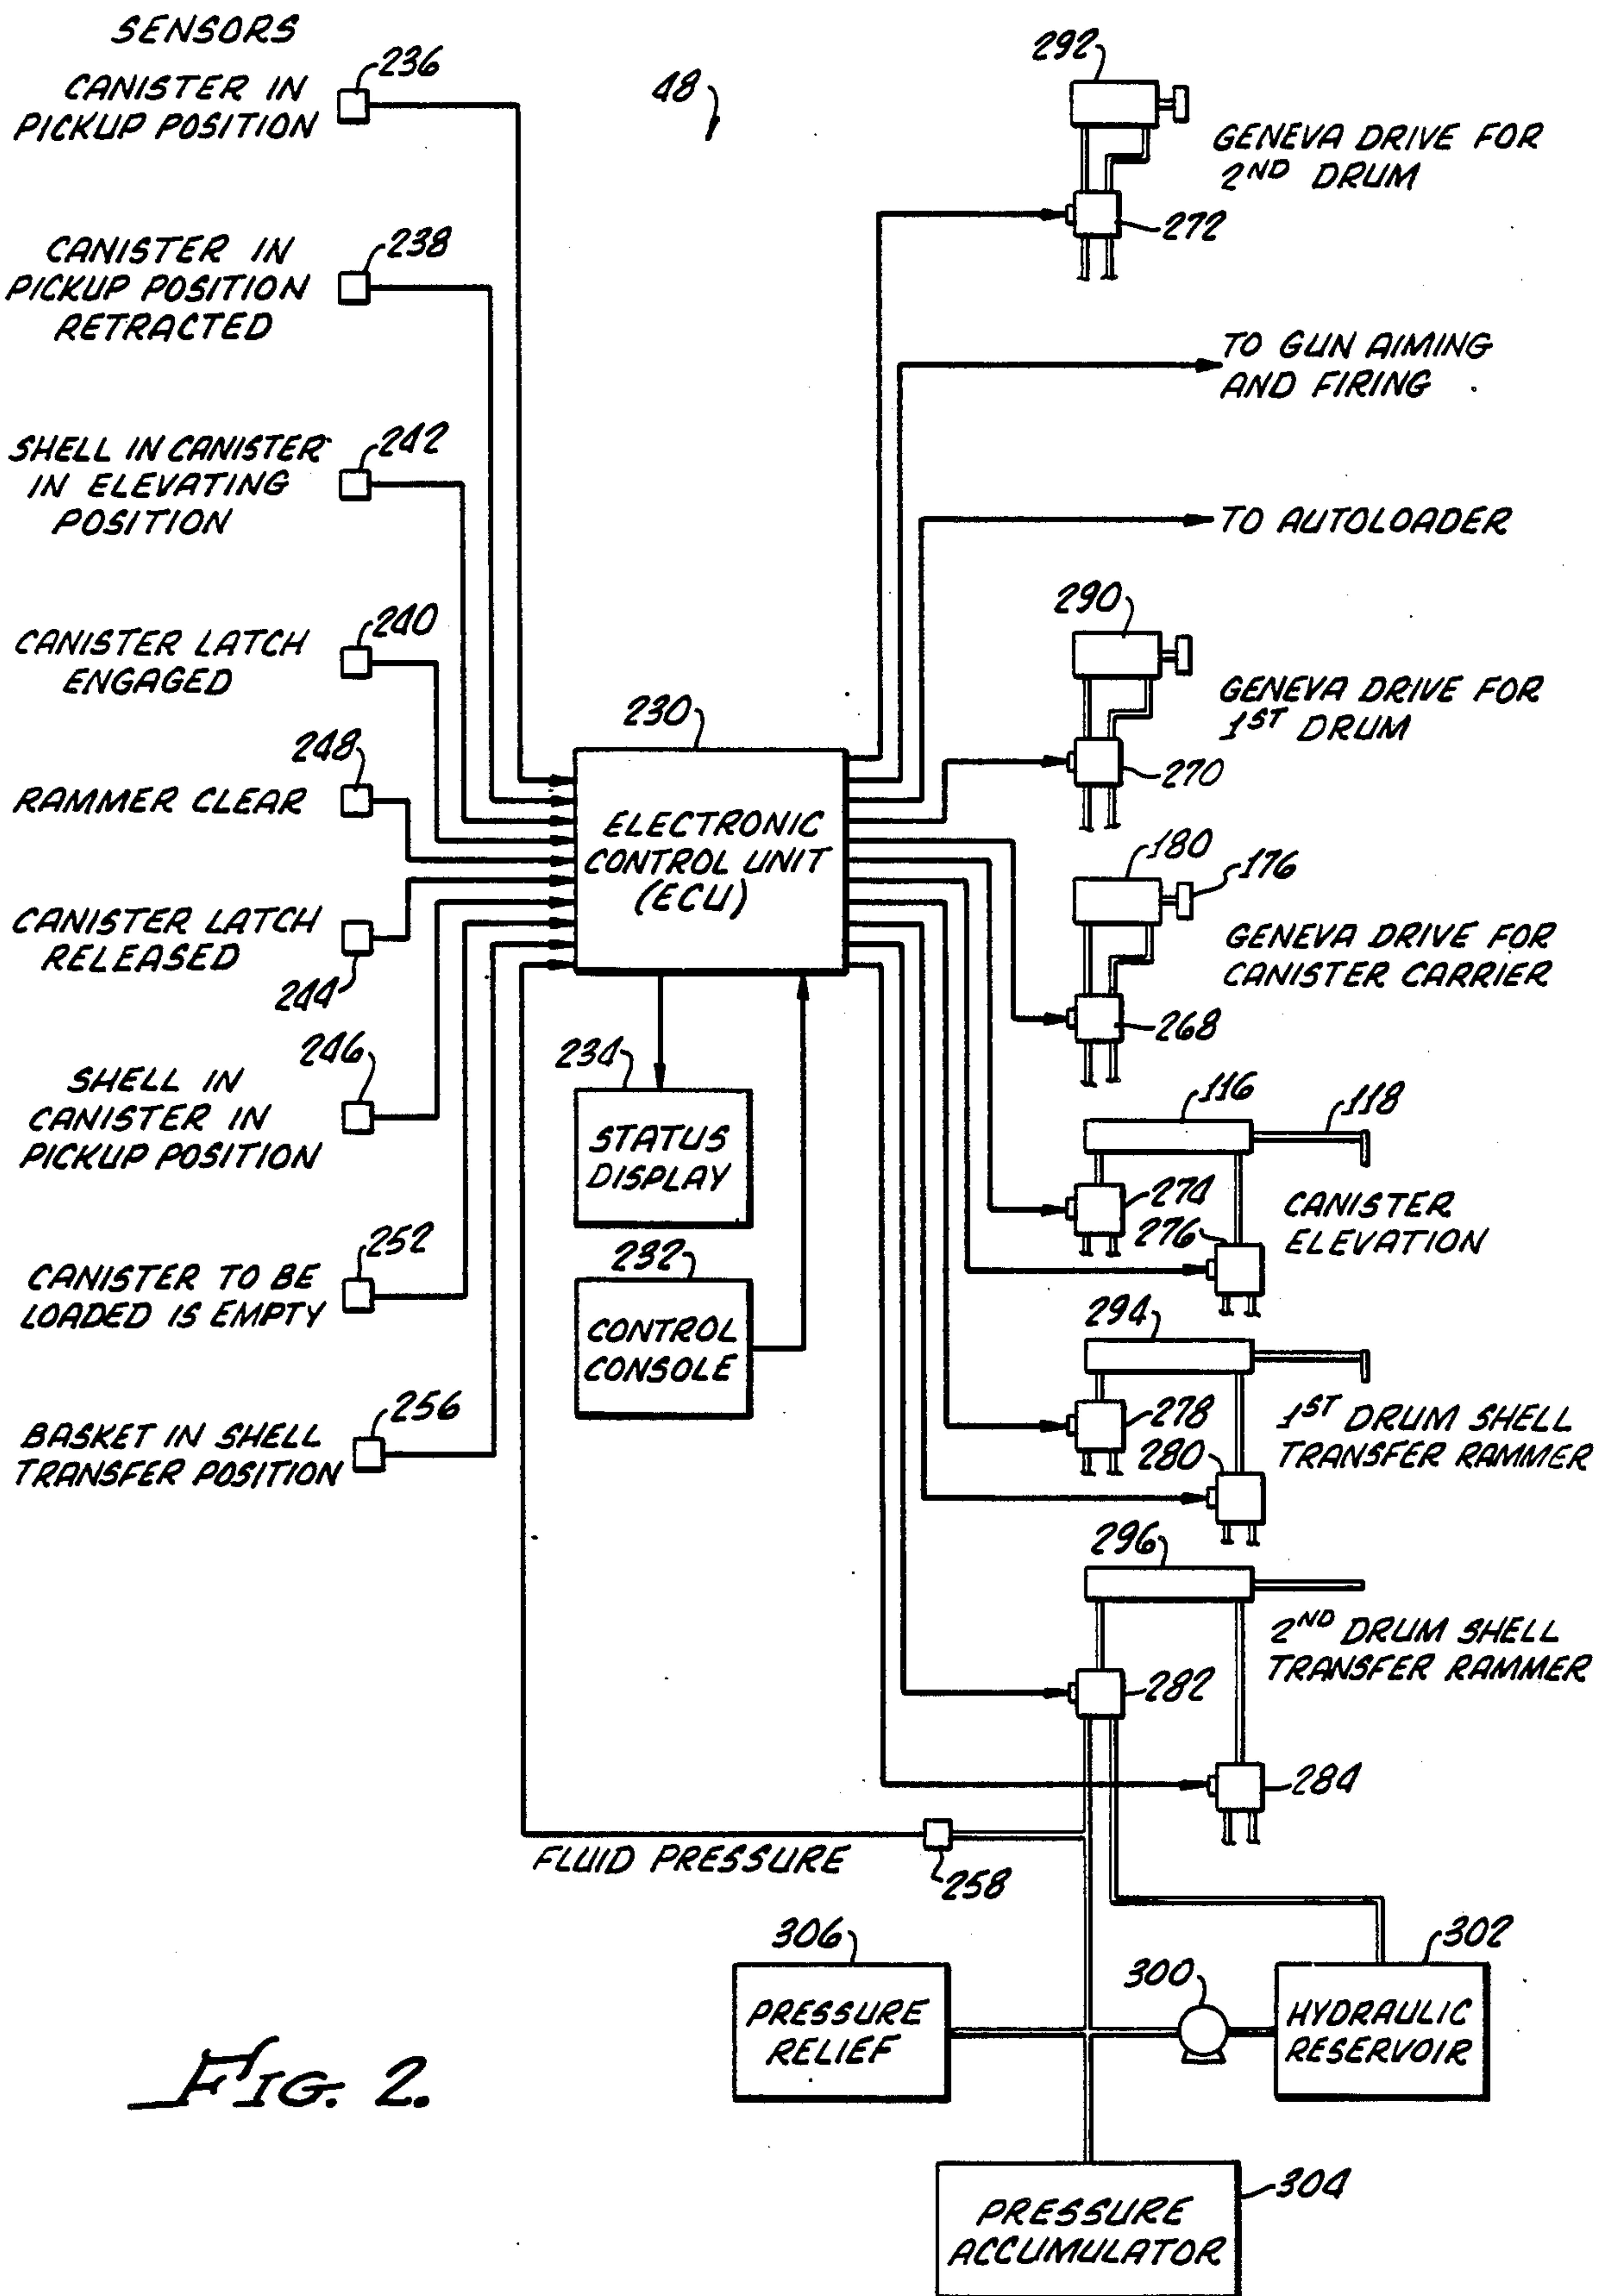 SENSORS
CANISTER IN
PICKUP POSITION
236
CANISTER IN
PICKUP POSITION
RETRACTED
238
SHELL IN CANISTER
IN ELEVATING
POSITION
242
CANISTER LATCH
ENGAGED
240
RAMMER CLEAR
248
CANISTER LATCH
RELEASED
244
SHELL IN
CANISTER IN
PICKUP POSITION
246
CANISTER TO BE
LOADED IS EMPTY
252
BASKET IN SHELL
TRANSFER POSITION
256
48
230
ELECTRONIC
CONTROL UNIT
(ECU)
234
STATUS
DISPLAY
232
CONTROL
CONSOLE
292
GENEVA DRIVE FOR
2ND DRUM
272
TO GUN AIMING
AND FIRING
TO AUTOLOADER
290
GENEVA DRIVE FOR
1ST DRUM
270
180
176
GENEVA DRIVE FOR
CANISTER CARRIER
268
116
118
274
276
CANISTER
ELEVATION
294
278
280
1ST DRUM SHELL
TRANSFER RAMMER
296
2ND DRUM SHELL
TRANSFER RAMMER
282
284
FLUID PRESSURE
258
306
PRESSURE
RELIEF
300
302
HYDRAULIC
RESERVOIR
304
PRESSURE
ACCUMULATOR
FIG. 2.